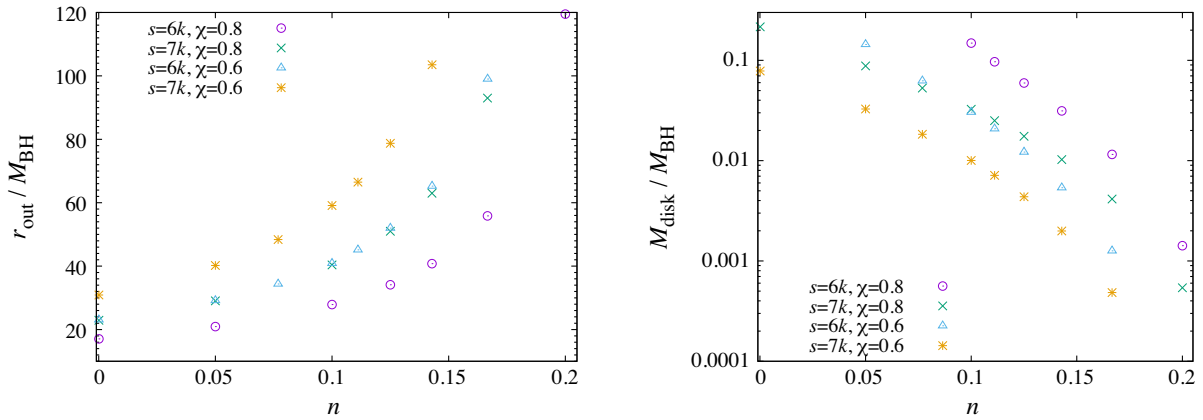 120
100
80
60
40
20
0
0.05
0.1
0.15
0.2
r_out / M_BH
n
s=6k, χ=0.8
s=7k, χ=0.8
s=6k, χ=0.6
s=7k, χ=0.6
0.1
0.01
0.001
0.0001
0
0.05
0.1
0.15
0.2
M_disk / M_BH
n
s=6k, χ=0.8
s=7k, χ=0.8
s=6k, χ=0.6
s=7k, χ=0.6